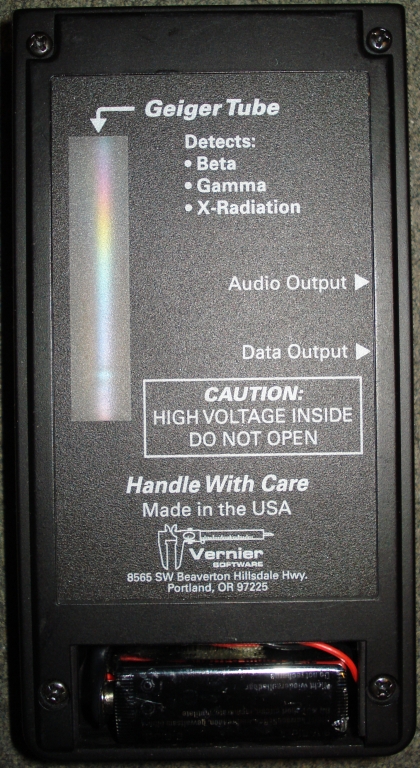 Geiger Tube
Detects:
• Beta
• Gamma
• X-Radiation
Audio Output ▶
Data Output ▶
CAUTION:
HIGH VOLTAGE INSIDE
DO NOT OPEN
Handle With Care
Made in the USA
Vernier
SOFTWARE
8565 SW Beaverton Hillsdale Hwy.
Portland, OR 97225